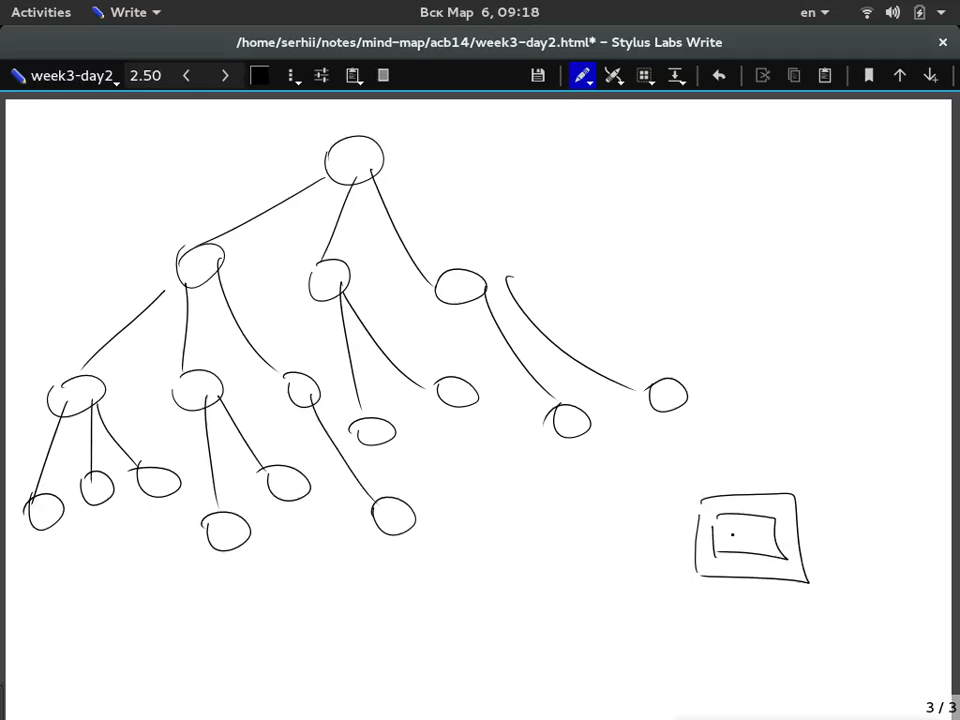 Activities Write Вск Мар 6, 09:18 en
/home/serhii/notes/mind-map/acb14/week3-day2.html* – Stylus Labs Write
week3-day2 2.50
3 / 3